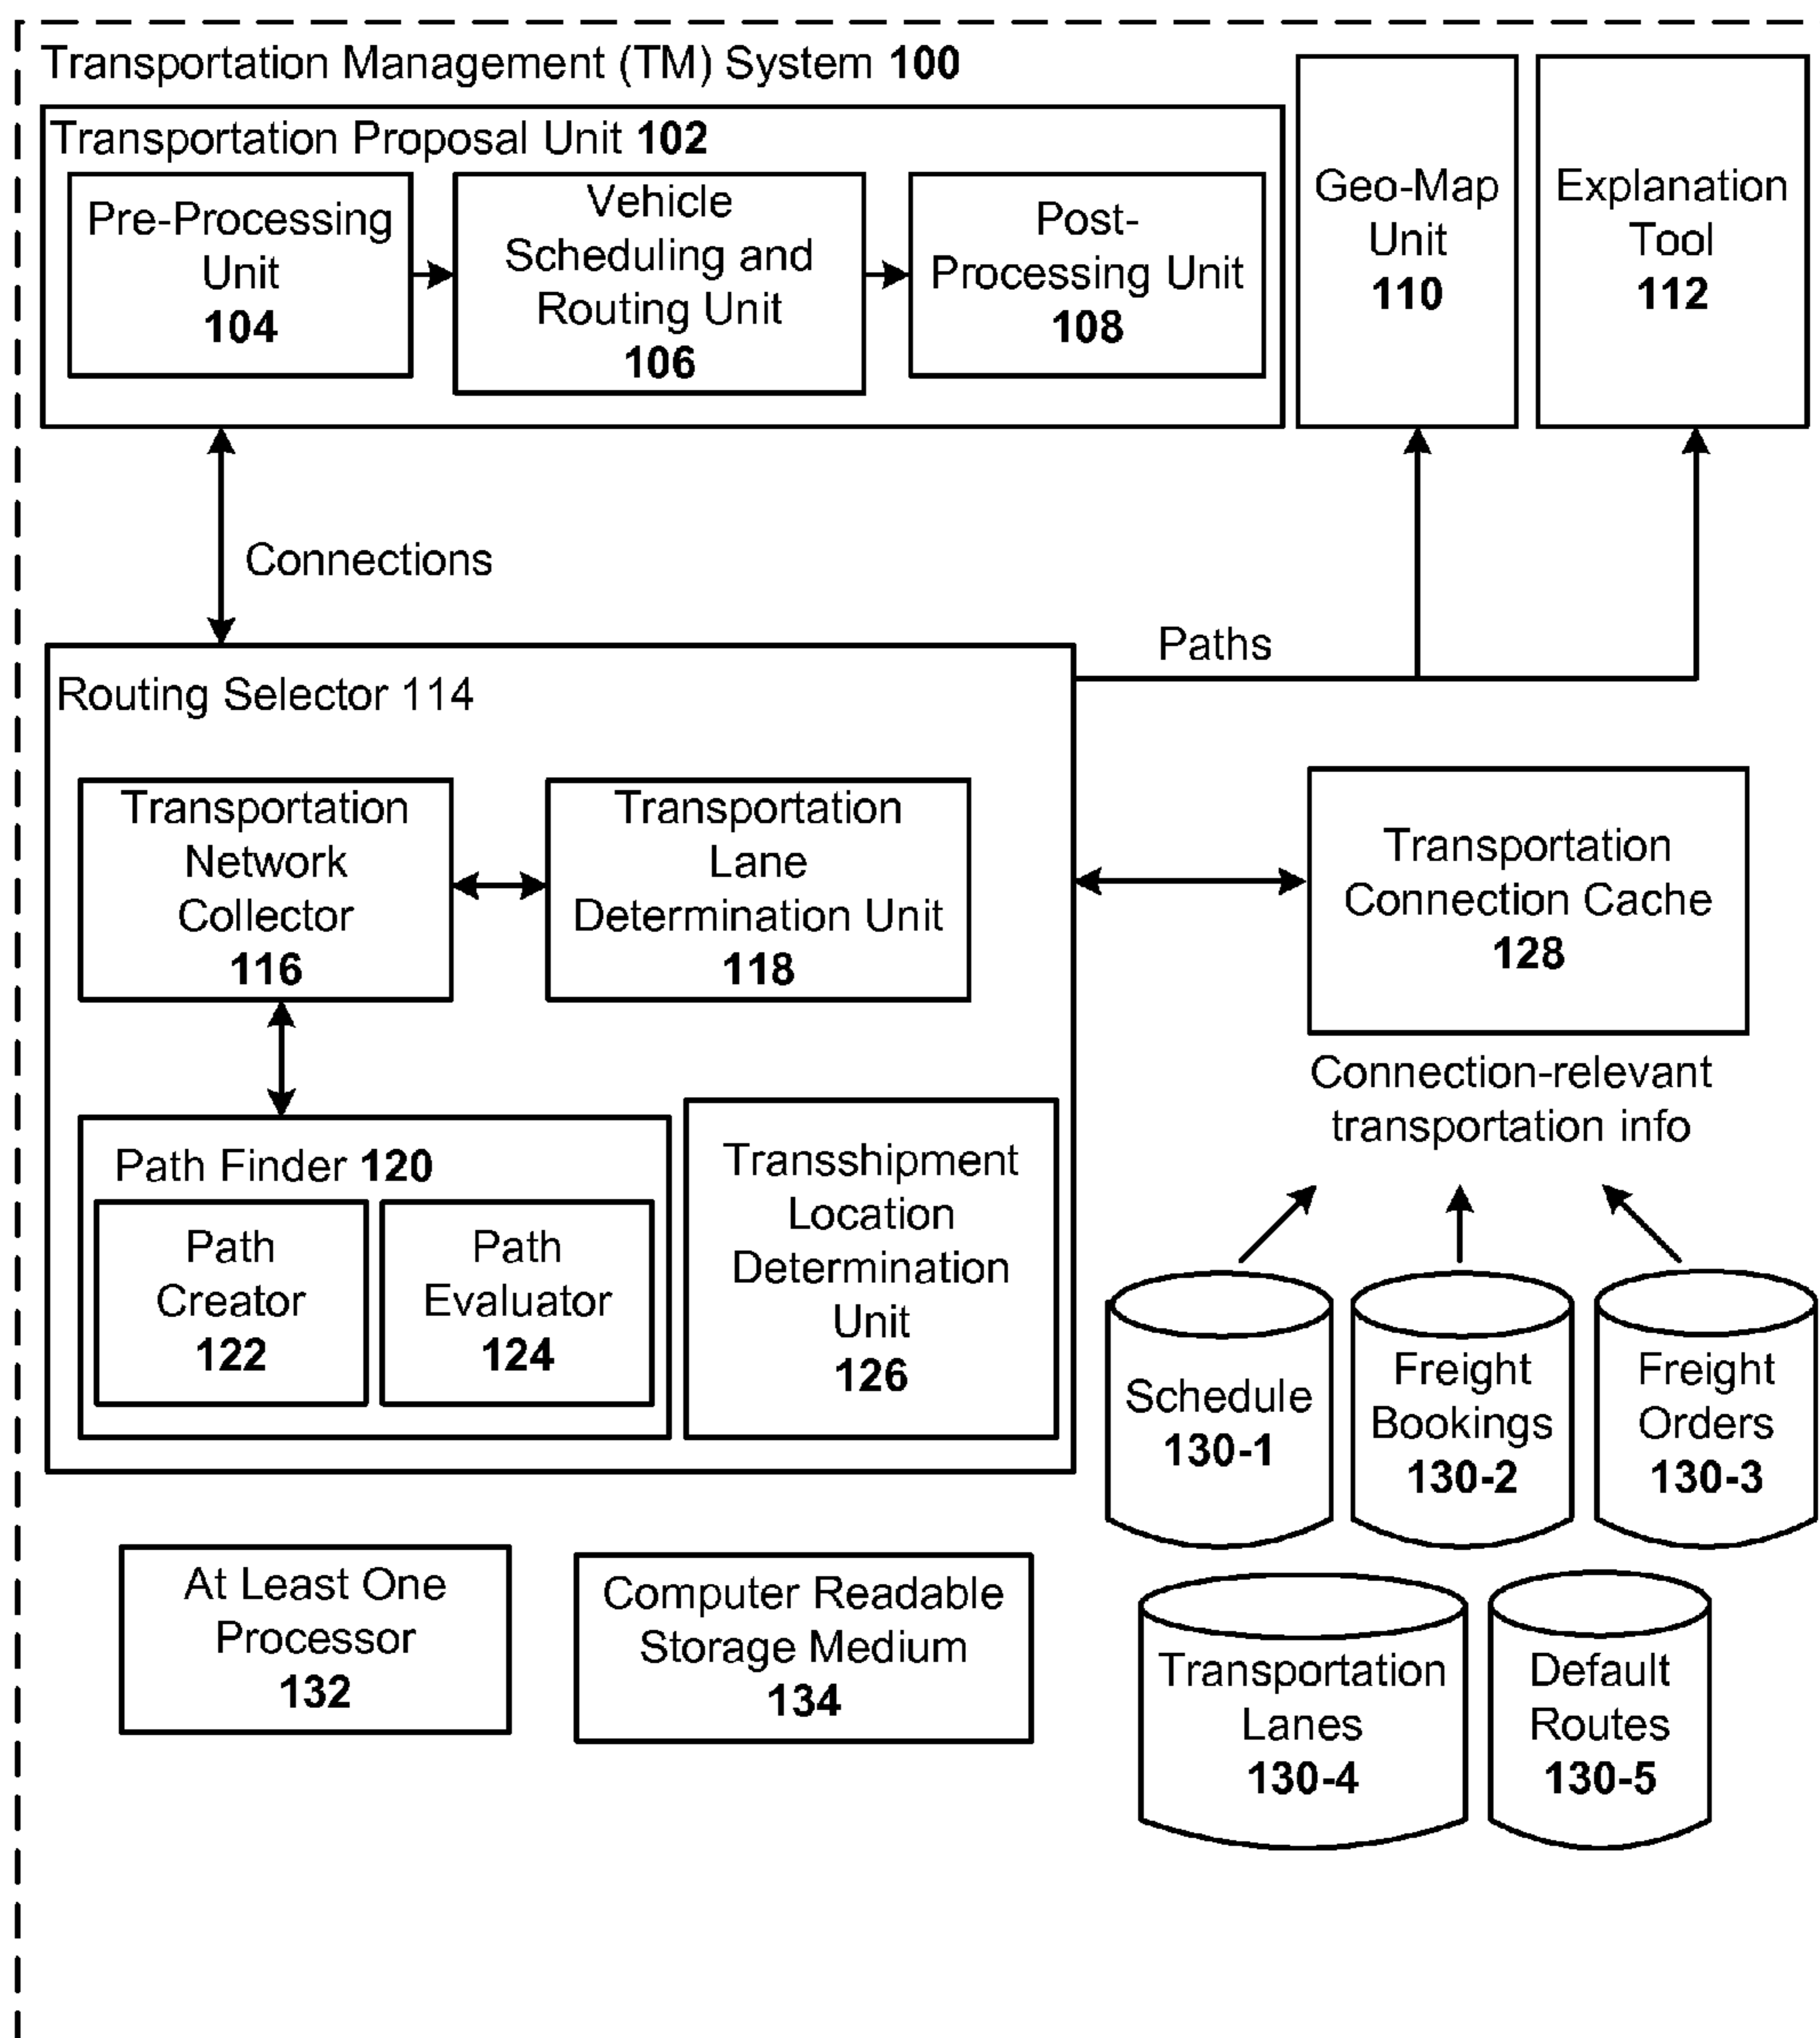 Transportation Management (TM) System 100
Transportation Proposal Unit 102
Pre-Processing
Unit
104
Vehicle
Scheduling and
Routing Unit
106
Post-
Processing Unit
108
Geo-Map
Unit
110
Explanation
Tool
112
Connections
Paths
Routing Selector 114
Transportation
Network
Collector
116
Transportation
Lane
Determination Unit
118
Transportation
Connection Cache
128
Connection-relevant
transportation info
Path Finder 120
Path
Creator
122
Path
Evaluator
124
Transshipment
Location
Determination
Unit
126
Schedule
130-1
Freight
Bookings
130-2
Freight
Orders
130-3
At Least One
Processor
132
Computer Readable
Storage Medium
134
Transportation
Lanes
130-4
Default
Routes
130-5